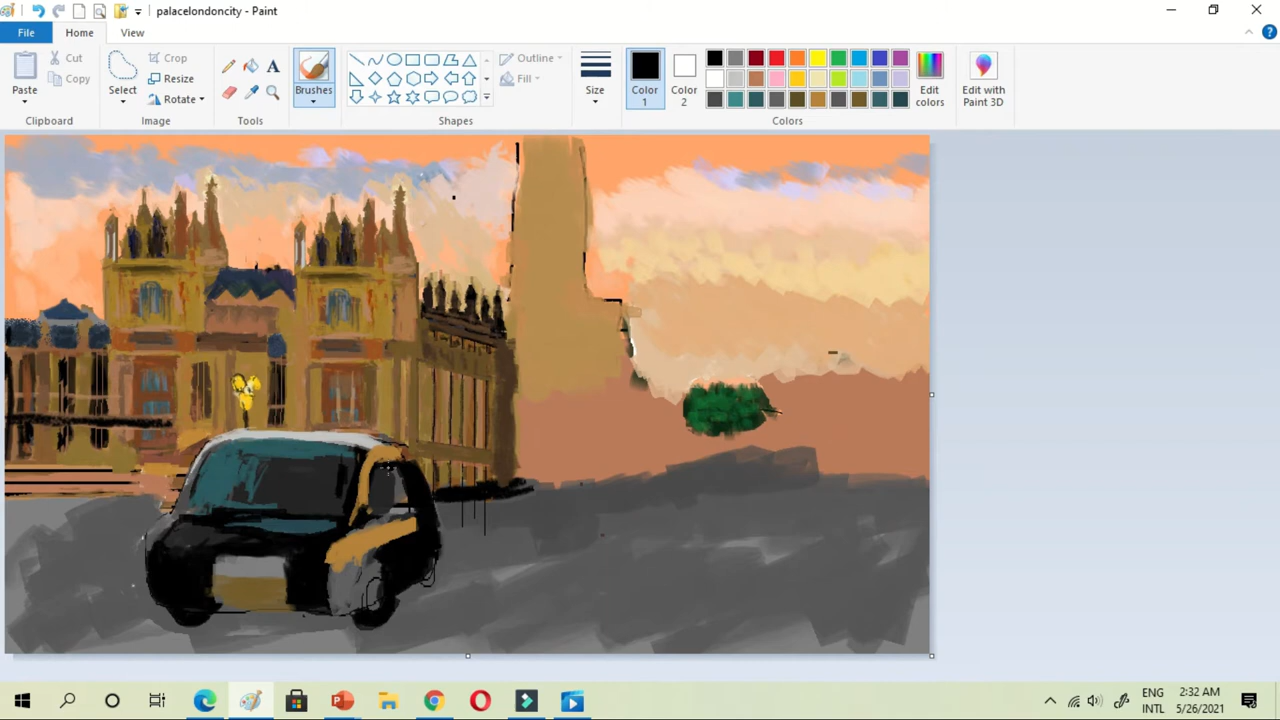 palacelondoncity - Paint
File
Home
View
Paste
Cut
Copy
Clipboard
Select
Crop
Resize
Rotate
Image
A
Tools
Brushes
Shapes
Outline
Fill
Size
Color 1
Color 2
Colors
Edit colors
Edit with Paint 3D
ENG
INTL
2:32 AM
5/26/2021